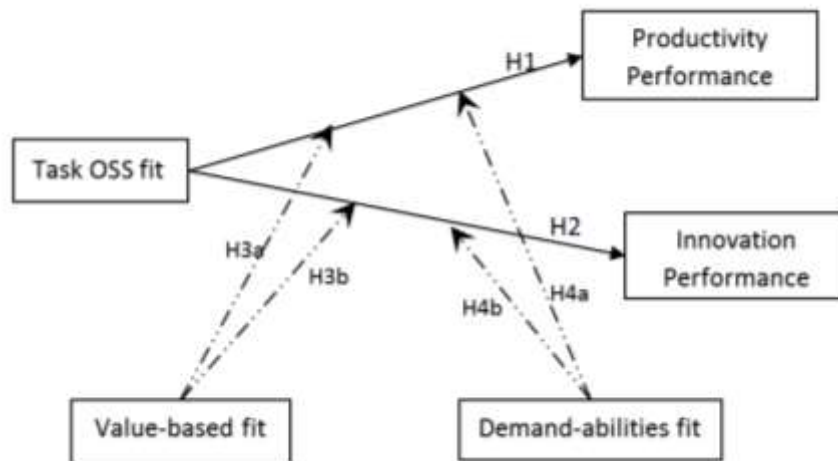 Productivity
Performance
H1
Task OSS fit
H2
Innovation
Performance
H3a
H3b
H4a
H4b
Value-based fit
Demand-abilities fit